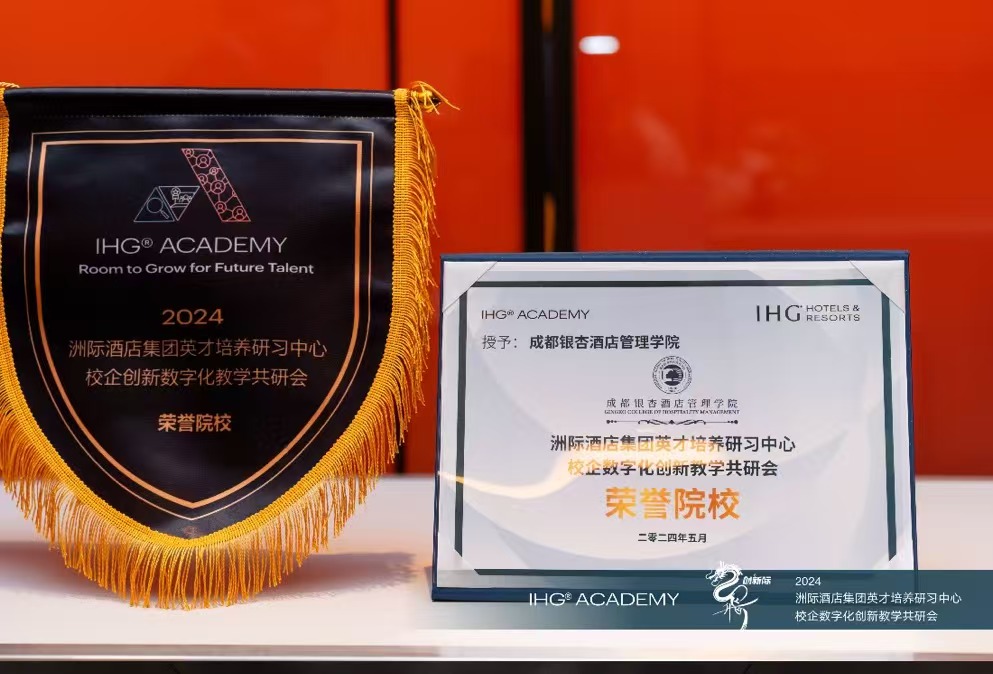 IHG® ACADEMY
Room to Grow for Future Talent
2024
洲际酒店集团英才培养研习中心
校企创新数字化教学共研会
荣誉院校
IHG® ACADEMY
IHG® HOTELS & RESORTS
授予： 成都银杏酒店管理学院
成都银杏酒店管理学院
GINGKO COLLEGE OF HOSPITALITY MANAGEMENT
洲际酒店集团英才培养研习中心
校企数字化创新教学共研会
荣誉院校
二零二四年五月
IHG® ACADEMY
创新际
2024
洲际酒店集团英才培养研习中心
校企数字化创新教学共研会